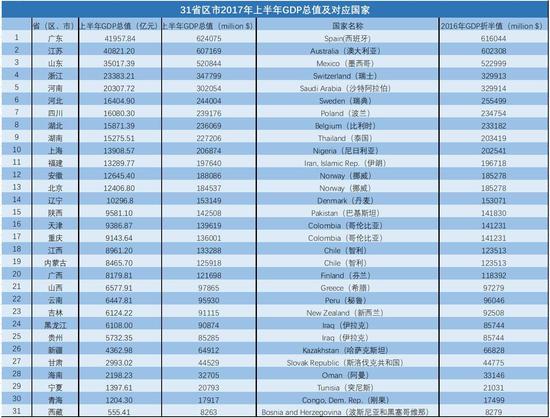 31省区市2017年上半年GDP总值及对应国家
省（区、市） 上半年GDP总值（亿元） 上半年GDP总值（million $） 国家名称 2016年GDP折半值（million $）
1 广东 41957.84 624075 Spain(西班牙) 616044
2 江苏 40821.20 607169 Australia（澳大利亚） 602308
3 山东 35017.39 520844 Mexico（墨西哥） 522999
4 浙江 23383.21 347799 Switzerland（瑞士） 329913
5 河南 20307.72 302054 Saudi Arabia（沙特阿拉伯） 329914
6 河北 16404.90 244004 Sweden（瑞典） 255499
7 四川 16080.30 239176 Poland（波兰） 234754
8 湖北 15871.39 236069 Belgium（比利时） 233182
9 湖南 15275.51 227206 Thailand（泰国） 203419
10 上海 13908.57 206874 Nigeria（尼日利亚） 202541
11 福建 13289.77 197640 Iran, Islamic Rep.（伊朗） 196718
12 安徽 12645.40 188086 Norway（挪威） 185278
13 北京 12406.80 184537 Norway（挪威） 185278
14 辽宁 10296.8 153149 Denmark（丹麦） 153071
15 陕西 9581.10 142508 Pakistan（巴基斯坦） 141830
16 天津 9386.87 139619 Colombia（哥伦比亚） 141231
17 重庆 9143.64 136001 Colombia（哥伦比亚） 141231
18 江西 8961.20 133288 Chile（智利） 123513
19 内蒙古 8465.70 125918 Chile（智利） 123513
20 广西 8179.81 121698 Finland（芬兰） 118392
21 山西 6577.91 97865 Greece（希腊） 97279
22 云南 6447.81 95930 Peru（秘鲁） 96046
23 吉林 6124.22 91115 New Zealand（新西兰） 92508
24 黑龙江 6108.00 90874 Iraq（伊拉克） 85744
25 贵州 5732.35 85285 Iraq（伊拉克） 85744
26 新疆 4362.98 64912 Kazakhstan（哈萨克斯坦） 66828
27 甘肃 2993.02 44529 Slovak Republic（斯洛伐克共和国） 44775
28 海南 2198.23 32705 Oman（阿曼） 33146
29 宁夏 1397.61 20793 Tunisia（突尼斯） 21031
30 青海 1204.30 17917 Congo, Dem. Rep.（刚果） 17499
31 西藏 555.41 8263 Bosnia and Herzegovina（波斯尼亚和黑塞哥维那） 8279